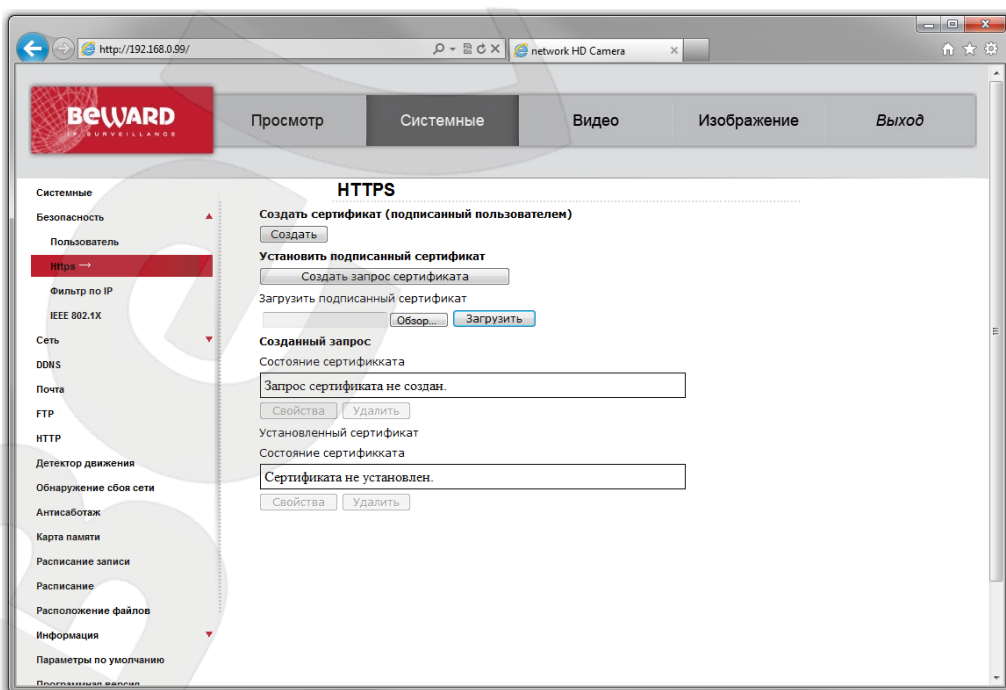 http://192.168.0.99/
network HD Camera
BEWARD
IP SURVEILLANCE
Просмотр
Системные
Видео
Изображение
Выход
Системные
Безопасность
Пользователь
Https →
Фильтр по IP
IEEE 802.1X
Сеть
DDNS
Почта
FTP
HTTP
Детектор движения
Обнаружение сбоя сети
Антисаботаж
Карта памяти
Расписание записи
Расписание
Расположение файлов
Информация
Параметры по умолчанию
Программная версия
HTTPS
Создать сертификат (подписанный пользователем)
Создать
Установить подписанный сертификат
Создать запрос сертификата
Загрузить подписанный сертификат
Обзор... Загрузить
Созданный запрос
Состояние сертификката
Запрос сертификата не создан.
Свойства Удалить
Установленный сертификат
Состояние сертификката
Сертификата не установлен.
Свойства Удалить